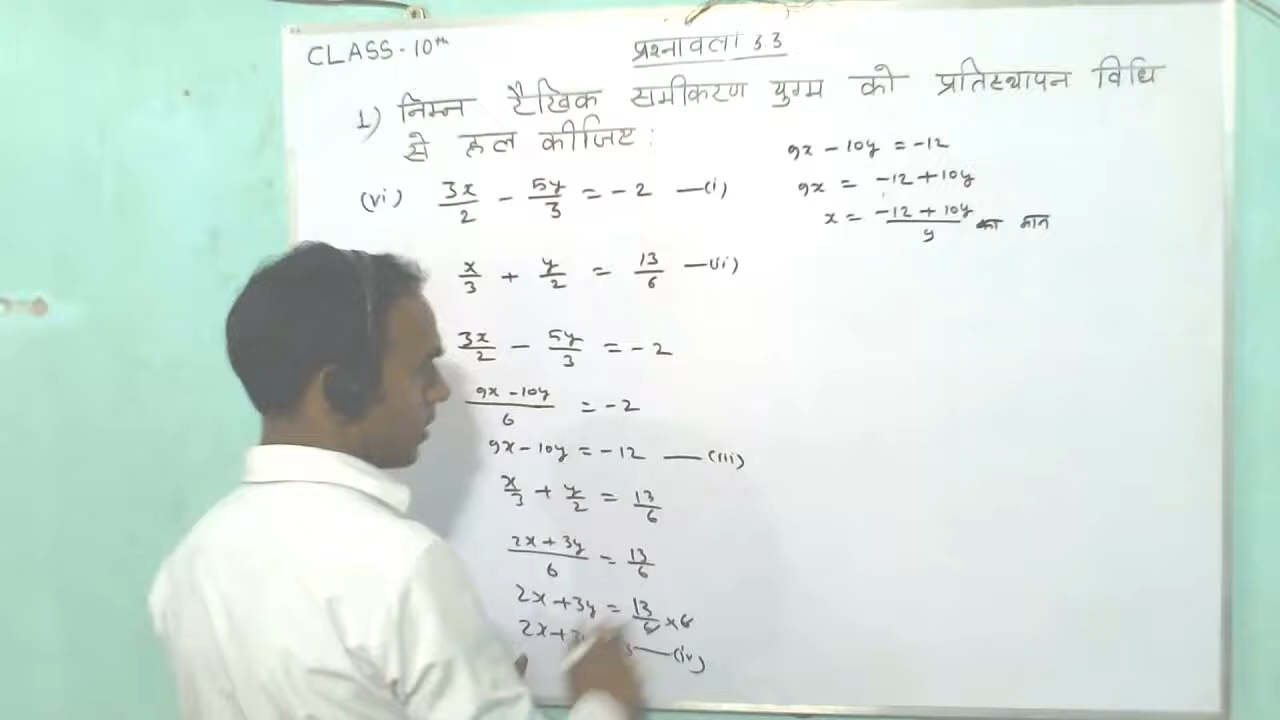 CLASS-10th
प्रश्नावली 3.3
1) निम्न रैखिक समीकरण युग्म को प्रतिस्थापन विधि
से हल कीजिए :
(vi) 3x/2 - 5y/3 = -2 —(i)
x/3 + y/2 = 13/6 —(ii)
3x/2 - 5y/3 = -2
9x - 10y/6 = -2
9x - 10y = -12 —(iii)
x/3 + y/2 = 13/6
2x + 3y/6 = 13/6
2x + 3y = 13/6 × 6
2x + 3 —(iv)
9x - 10y = -12
9x = -12 + 10y
x = -12 + 10y/9 का मान